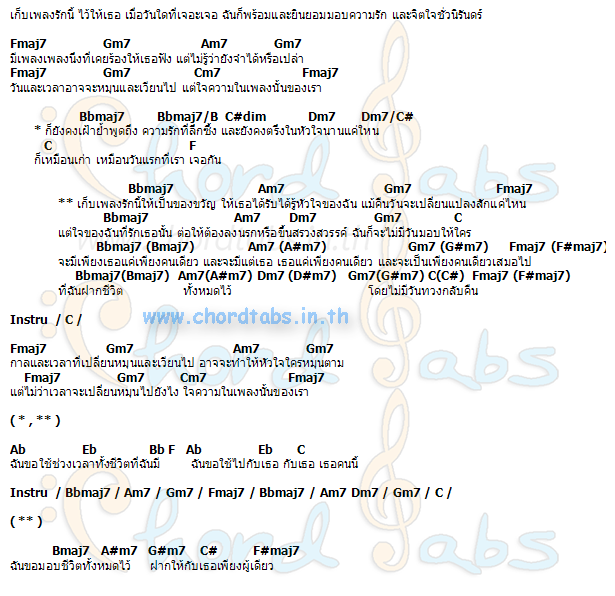 เก็บเพลงรักนี้ ไว้ให้เธอ เมื่อวันใดที่เจอะเจอ ฉันก็พร้อมและยินยอมมอบความรัก และจิตใจชั่วนิรันดร์
Fmaj7 Gm7 Am7 Gm7
มีเพลงเพลงนึงที่เคยร้องให้เธอฟัง แต่ไม่รู้ว่ายังจำได้หรือเปล่า
Fmaj7 Gm7 Cm7 Fmaj7
วันและเวลาอาจจะหมุนและเวียนไป แต่ใจความในเพลงนั้นของเรา
Bbmaj7 Bbmaj7/B C#dim Dm7 Dm7/C#
* ก็ยังคงเฝ้าย้ำพูดถึง ความรักที่ลึกซึ้ง และยังคงตรึงในหัวใจนานแค่ไหน
C F
ก็เหมือนเก่า เหมือนวันแรกที่เรา เจอกัน
Bbmaj7 Am7 Gm7 Fmaj7
** เก็บเพลงรักนี้ให้เป็นของขวัญ ให้เธอได้รับได้รู้หัวใจของฉัน แม้คืนวันจะเปลี่ยนแปลงสักแค่ไหน
Bbmaj7 Am7 Dm7 Gm7 C
แต่ใจของฉันที่รักเธอนั้น ต่อให้ต้องลงนรกหรือขึ้นสรวงสวรรค์ ฉันก็จะไม่มีวันมอบให้ใคร
Bbmaj7 (Bmaj7) Am7 (A#m7) Gm7 (G#m7) Fmaj7 (F#maj7)
จะมีเพียงเธอแค่เพียงคนเดียว และจะมีแต่เธอ เธอแค่เพียงคนเดียว และจะเป็นเพียงคนเดียวเสมอไป
Bbmaj7(Bmaj7) Am7(A#m7) Dm7 (D#m7) Gm7(G#m7) C(C#) Fmaj7 (F#maj7)
ที่ฉันฝากชีวิต ทั้งหมดไว้ โดยไม่มีวันทวงกลับคืน
Instru / C /
www.chordtabs.in.th
Fmaj7 Gm7 Am7 Gm7
กาลและเวลาที่เปลี่ยนหมุนและเวียนไป อาจจะทำให้หัวใจใครหมุนตาม
Fmaj7 Gm7 Cm7 Fmaj7
แต่ไม่ว่าเวลาจะเปลี่ยนหมุนไปยังไง ใจความในเพลงนั้นของเรา
( * , ** )
Ab Eb Bb F Ab Eb C
ฉันขอใช้ช่วงเวลาทั้งชีวิตที่ฉันมี ฉันขอใช้ไปกับเธอ กับเธอ เธอคนนี้
Instru / Bbmaj7 / Am7 / Gm7 / Fmaj7 / Bbmaj7 / Am7 Dm7 / Gm7 / C /
( ** )
Bmaj7 A#m7 G#m7 C# F#maj7
ฉันขอมอบชีวิตทั้งหมดไว้ ฝากให้กับเธอเพียงผู้เดียว